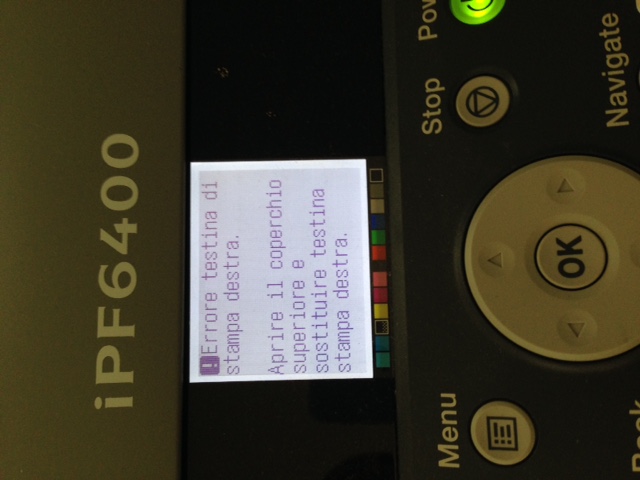 iPF6400
! Errore testina di
stampa destra.
Aprire il coperchio
superiore e
sostituire testina
stampa destra.
Stop
Navigate
OK
Menu